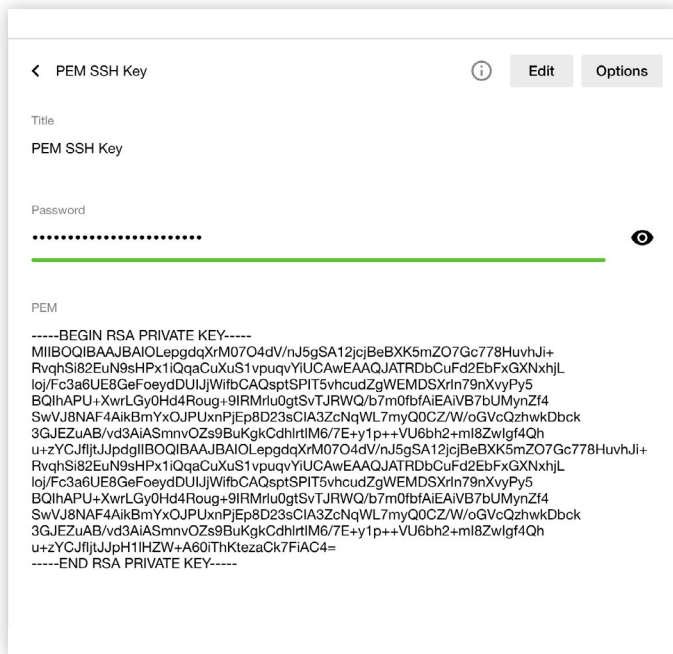 PEM SSH Key
Edit
Options
Title
PEM SSH Key
Password
••••••••••••••••••••••••
PEM
-----BEGIN RSA PRIVATE KEY-----
MIIBOQIBAAJBAIOLepgdqXrM07O4dV/nJ5gSA12jcjBeBXK5mZO7Gc778HuvhJi+
RvqhSi82EuN9sHPx1iQqaCuXuS1vpuqvYiUCAwEAAQJATRDbCuFd2EbFxGXNxhjL
loj/Fc3a6UE8GeFoeydDUIJjWifbCAQsptSPIT5vhcudZgWEMDSXrIn79nXvyPy5
BQIhAPU+XwrLGy0Hd4Roug+9IRMrlu0gtSvTJRWQ/b7m0fbfAiEAiVB7bUMynZf4
SwVJ8NAF4AikBmYxOJPUxnPjEp8D23sCIA3ZcNqWL7myQ0CZ/W/oGVcQzhwkDbck
3GJEZuAB/vd3AiASmnvOZs9BuKgkCdhlrtIM6/7E+y1p++VU6bh2+mI8ZwIgf4Qh
u+zYCJfljtJJpdgIIBOQIBAAJBAIOLepgdqXrM07O4dV/nJ5gSA12jcjBeBXK5mZO7Gc778HuvhJi+
RvqhSi82EuN9sHPx1iQqaCuXuS1vpuqvYiUCAwEAAQJATRDbCuFd2EbFxGXNxhjL
loj/Fc3a6UE8GeFoeydDUIJjWifbCAQsptSPIT5vhcudZgWEMDSXrIn79nXvyPy5
BQIhAPU+XwrLGy0Hd4Roug+9IRMrlu0gtSvTJRWQ/b7m0fbfAiEAiVB7bUMynZf4
SwVJ8NAF4AikBmYxOJPUxnPjEp8D23sCIA3ZcNqWL7myQ0CZ/W/oGVcQzhwkDbck
3GJEZuAB/vd3AiASmnvOZs9BuKgkCdhlrtIM6/7E+y1p++VU6bh2+mI8ZwIgf4Qh
u+zYCJfljtJJpH1lHZW+A60iThKtezaCk7FiAC4=
-----END RSA PRIVATE KEY-----